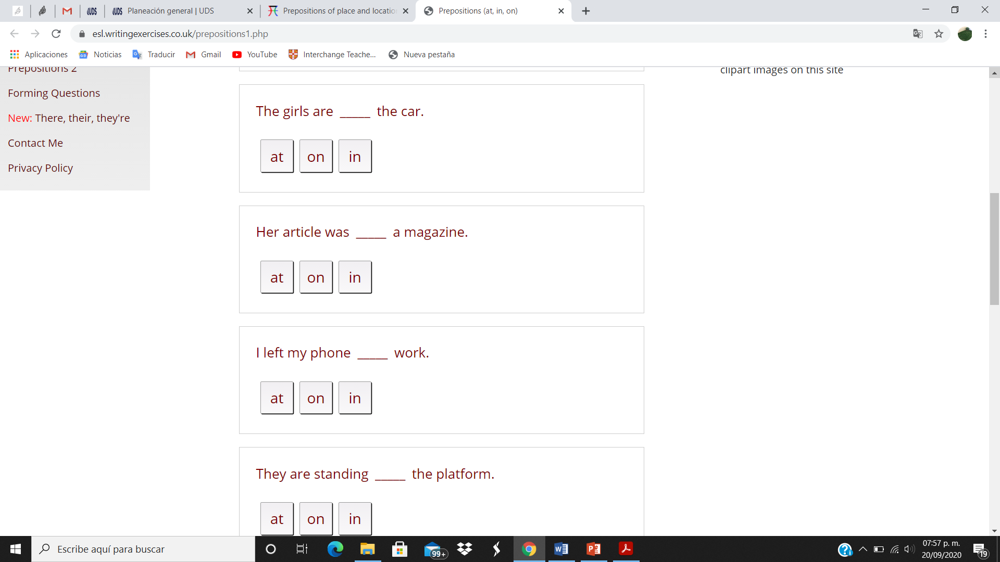 Planeación general | UDS
Prepositions of place and locatio
Prepositions (at, in, on)
esl.writingexercises.co.uk/prepositions1.php
Aplicaciones
Noticias
Traducir
Gmail
YouTube
Interchange Teache...
Nueva pestaña
Prepositions 2
Forming Questions
New: There, their, they're
Contact Me
Privacy Policy
clipart images on this site
The girls are _____ the car.
at on in
Her article was _____ a magazine.
at on in
I left my phone _____ work.
at on in
They are standing _____ the platform.
at on in
Escribe aquí para buscar
99+
07:57 p. m.
20/09/2020
19